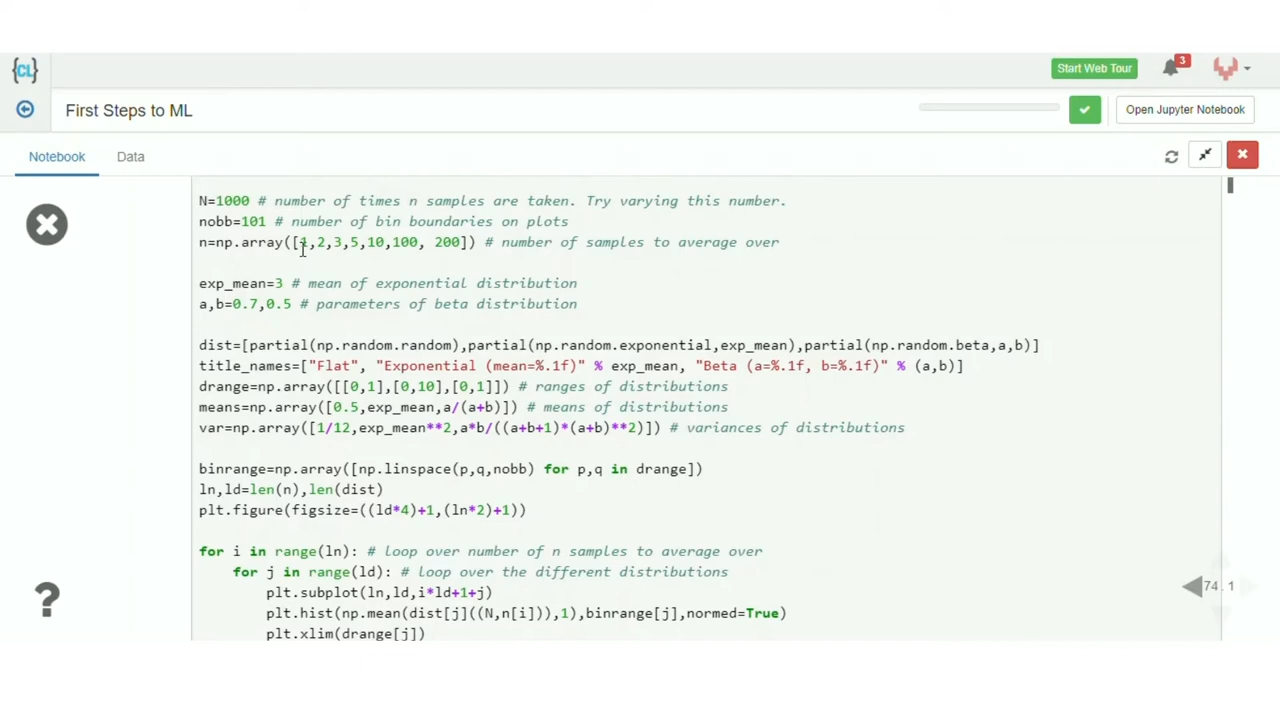 {CL}
Start Web Tour
3
First Steps to ML
Open Jupyter Notebook
Notebook
Data
N=1000 # number of times n samples are taken. Try varying this number.
nobb=101 # number of bin boundaries on plots
n=np.array([1,2,3,5,10,100, 200]) # number of samples to average over
exp_mean=3 # mean of exponential distribution
a,b=0.7,0.5 # parameters of beta distribution
dist=[partial(np.random.random),partial(np.random.exponential,exp_mean),partial(np.random.beta,a,b)]
title_names=["Flat", "Exponential (mean=%.1f)" % exp_mean, "Beta (a=%.1f, b=%.1f)" % (a,b)]
drange=np.array([[0,1],[0,10],[0,1]]) # ranges of distributions
means=np.array([0.5,exp_mean,a/(a+b)]) # means of distributions
var=np.array([1/12,exp_mean**2,a*b/((a+b+1)*(a+b)**2)]) # variances of distributions
binrange=np.array([np.linspace(p,q,nobb) for p,q in drange])
ln,ld=len(n),len(dist)
plt.figure(figsize=((ld*4)+1,(ln*2)+1))
for i in range(ln): # loop over number of n samples to average over
for j in range(ld): # loop over the different distributions
plt.subplot(ln,ld,i*ld+1+j)
plt.hist(np.mean(dist[j]((N,n[i])),1),binrange[j],normed=True)
plt.xlim(drange[j])
74.1
?